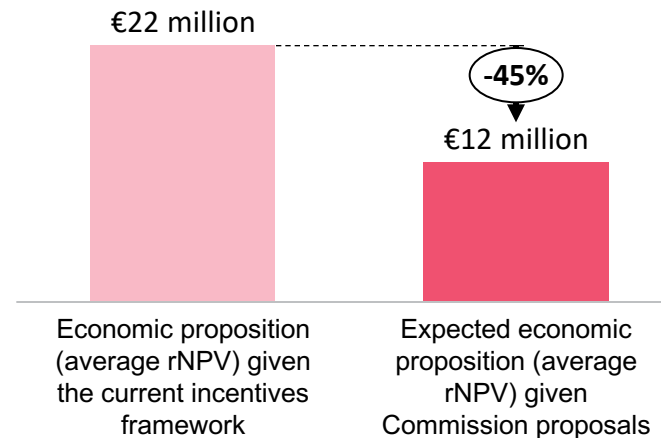 €22 million
-45%
€12 million
Economic proposition
(average rNPV) given
the current incentives
framework
Expected economic
proposition (average
rNPV) given
Commission proposals